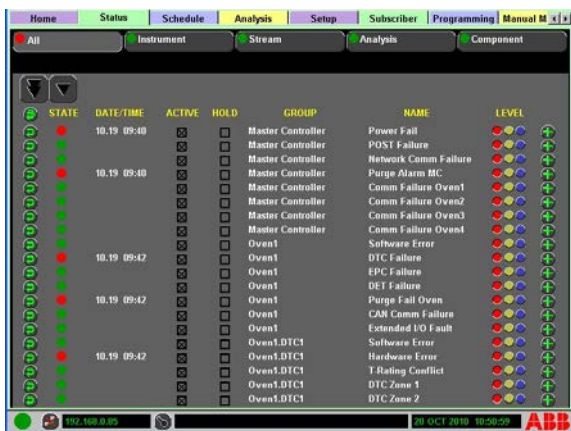 Home Status Schedule Analysis Setup Subscriber Programming Manual M
All Instrument Stream Analysis Component
STATE DATE/TIME ACTIVE HOLD GROUP NAME LEVEL
10.19 09:40 Master Controller Power Fail
Master Controller POST Failure
Master Controller Network Comm Failure
10.19 09:40 Master Controller Purge Alarm MC
Master Controller Comm Failure Oven1
Master Controller Comm Failure Oven2
Master Controller Comm Failure Oven3
Master Controller Comm Failure Oven4
Oven1 Software Error
10.19 09:42 Oven1 DTC Failure
Oven1 EPC Failure
Oven1 DET Failure
10.19 09:42 Oven1 Purge Fail Oven
Oven1 CAN Comm Failure
Oven1 Extended I/O Fault
Oven1.DTC1 Software Error
10.19 09:42 Oven1.DTC1 Hardware Error
Oven1.DTC1 T-Rating Conflict
Oven1.DTC1 DTC Zone 1
Oven1.DTC1 DTC Zone 2
192.168.0.85 20 OCT 2010 10:50:59 ABB